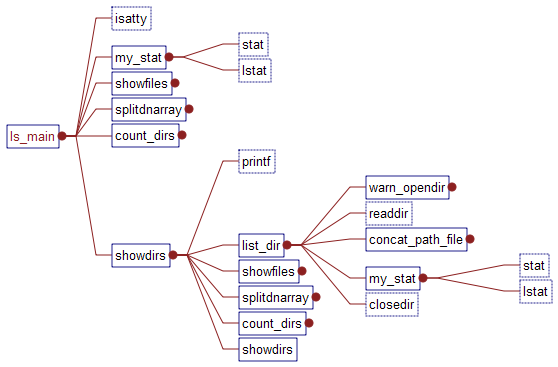 isatty
stat
my_stat
lstat
showfiles
splitdnarray
count_dirs
ls_main
printf
warn_opendir
readdir
list_dir
concat_path_file
showdirs
stat
showfiles
my_stat
lstat
splitdnarray
closedir
count_dirs
showdirs